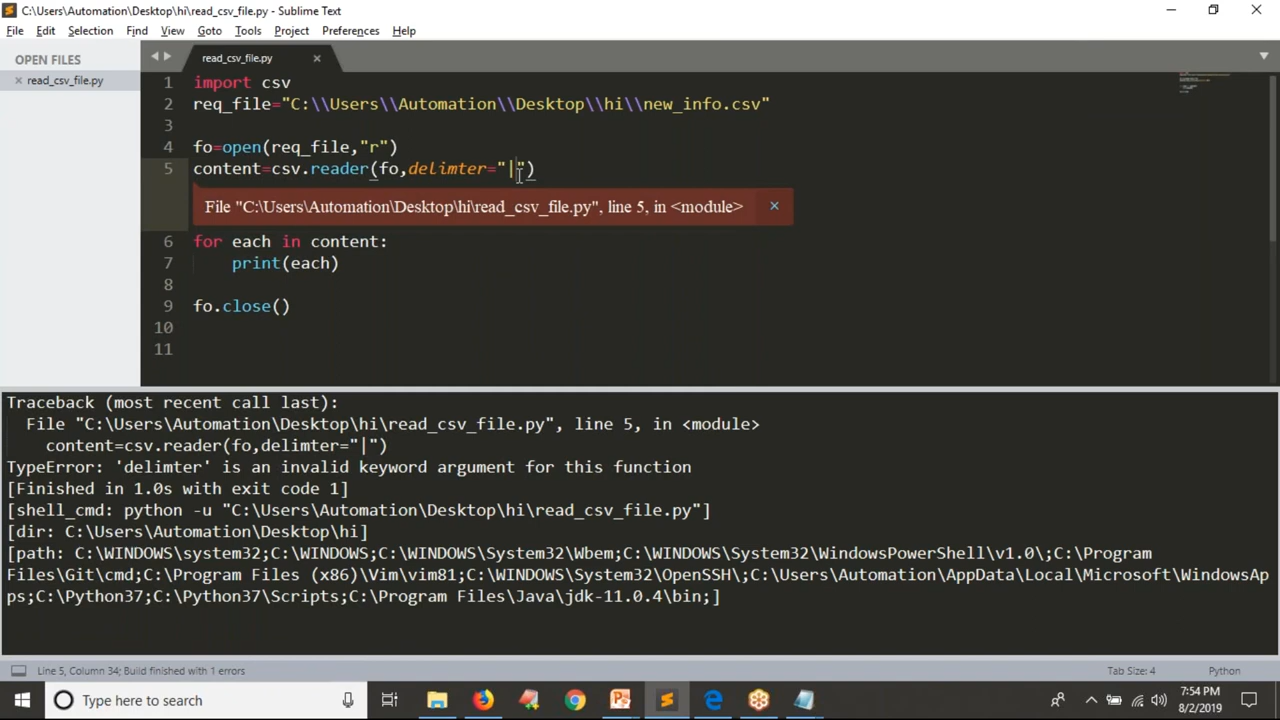 C:\Users\Automation\Desktop\hi\read_csv_file.py - Sublime Text
File Edit Selection Find View Goto Tools Project Preferences Help
OPEN FILES
read_csv_file.py
read_csv_file.py
1 import csv
2 req_file="C:\\Users\\Automation\\Desktop\\hi\\new_info.csv"
3
4 fo=open(req_file,"r")
5 content=csv.reader(fo,delimter="|")
File "C:\Users\Automation\Desktop\hi\read_csv_file.py", line 5, in <module> ×
6 for each in content:
7 print(each)
8
9 fo.close()
10
11
Traceback (most recent call last):
File "C:\Users\Automation\Desktop\hi\read_csv_file.py", line 5, in <module>
content=csv.reader(fo,delimter="|")
TypeError: 'delimter' is an invalid keyword argument for this function
[Finished in 1.0s with exit code 1]
[shell_cmd: python -u "C:\Users\Automation\Desktop\hi\read_csv_file.py"]
[dir: C:\Users\Automation\Desktop\hi]
[path: C:\WINDOWS\system32;C:\WINDOWS;C:\WINDOWS\System32\Wbem;C:\WINDOWS\System32\WindowsPowerShell\v1.0\;C:\Program
Files\Git\cmd;C:\Program Files (x86)\Vim\vim81;C:\WINDOWS\System32\OpenSSH\;C:\Users\Automation\AppData\Local\Microsoft\WindowsAp
ps;C:\Python37;C:\Python37\Scripts;C:\Program Files\Java\jdk-11.0.4\bin;]
Line 5, Column 34; Build finished with 1 errors
Tab Size: 4
Python
Type here to search
7:54 PM
8/2/2019